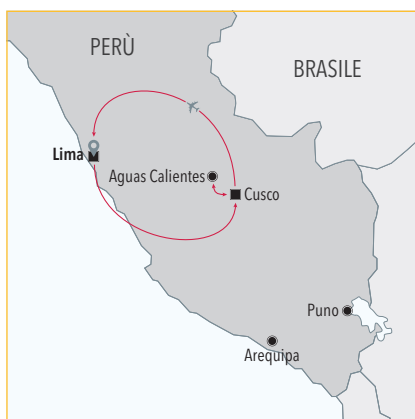 PERÙ
BRASILE
Lima
Aguas Calientes
Cusco
Puno
Arequipa